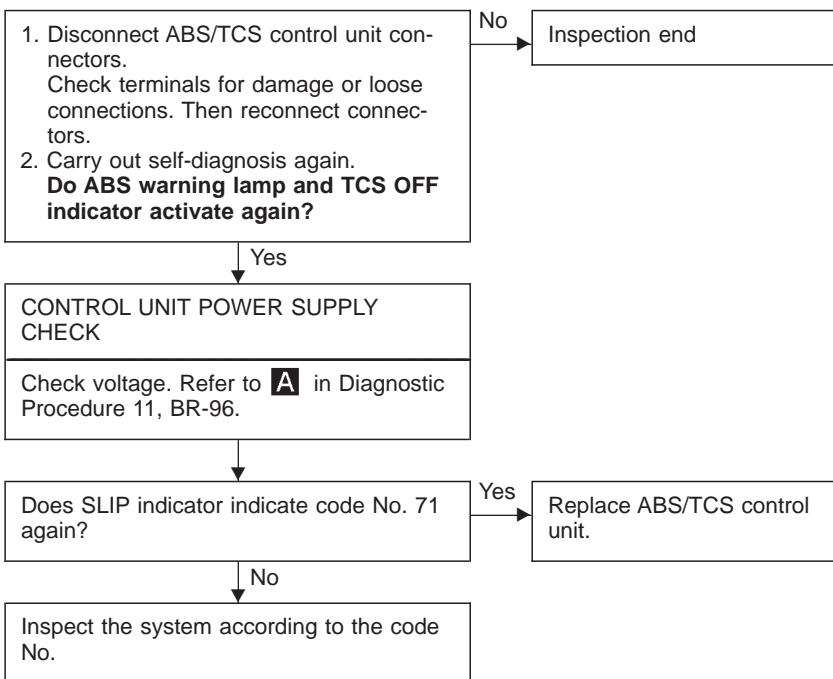 1. Disconnect ABS/TCS control unit con-
nectors.
Check terminals for damage or loose
connections. Then reconnect connec-
tors.
2. Carry out self-diagnosis again.
Do ABS warning lamp and TCS OFF
indicator activate again?
No
Inspection end
Yes
CONTROL UNIT POWER SUPPLY
CHECK
Check voltage. Refer to A in Diagnostic
Procedure 11, BR-96.
Does SLIP indicator indicate code No. 71
again?
Yes
Replace ABS/TCS control
unit.
No
Inspect the system according to the code
No.